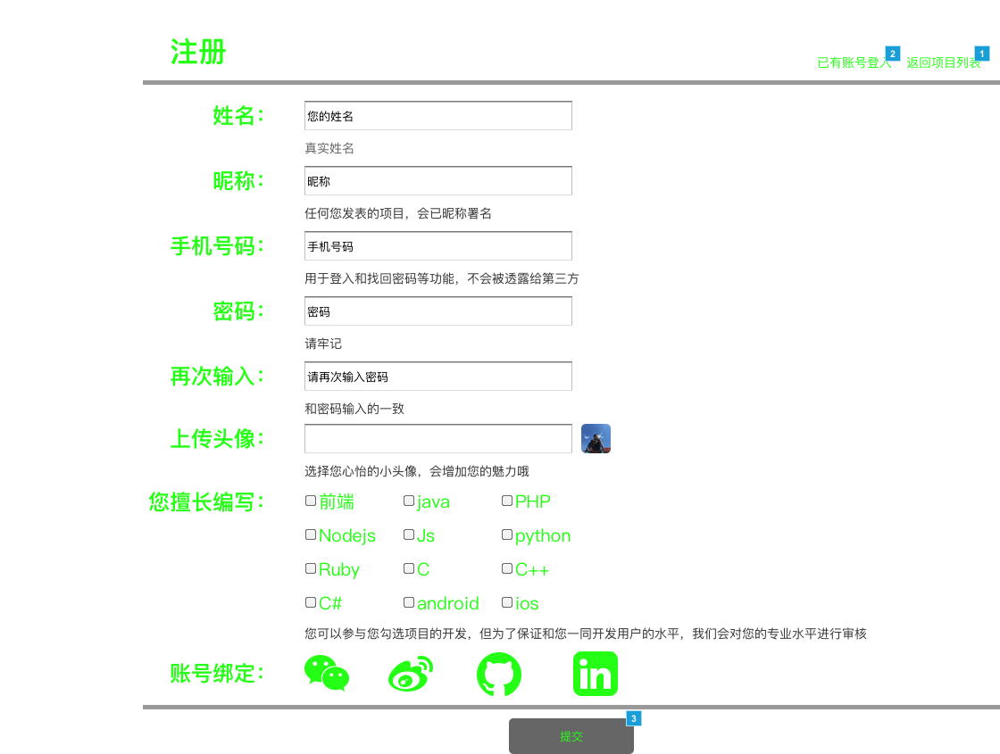 注册
已有账号登入 2 返回项目列表 1
姓名： 您的姓名
真实姓名
昵称： 昵称
任何您发表的项目，会已昵称署名
手机号码： 手机号码
用于登入和找回密码等功能，不会被透露给第三方
密码： 密码
请牢记
再次输入： 请再次输入密码
和密码输入的一致
上传头像：
选择您心怡的小头像，会增加您的魅力哦
您擅长编写： 前端 java PHP
Nodejs Js python
Ruby C C++
C# android ios
您可以参与您勾选项目的开发，但为了保证和您一同开发用户的水平，我们会对您的专业水平进行审核
账号绑定： in
提交 3